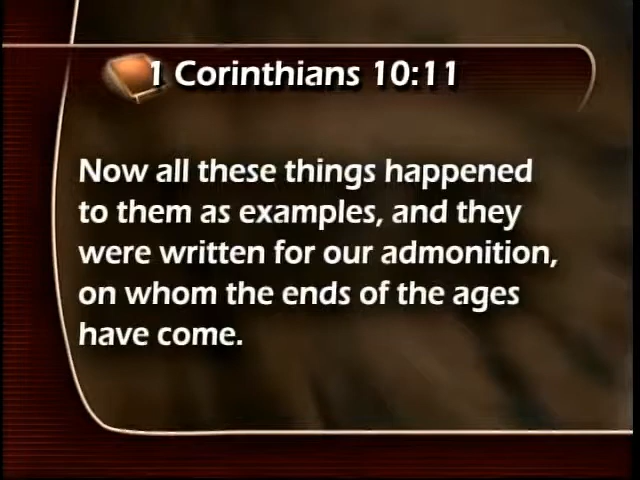 1 Corinthians 10:11
Now all these things happened
to them as examples, and they
were written for our admonition,
on whom the ends of the ages
have come.